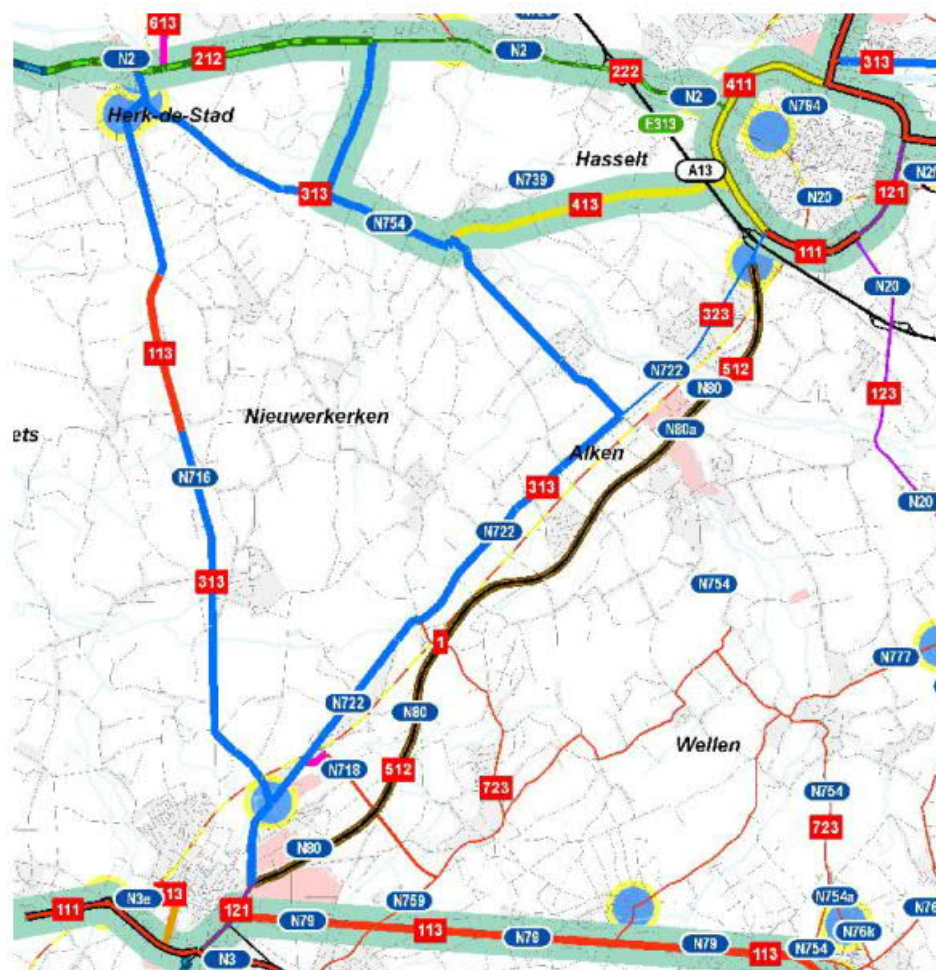 613
N2
212
N2
222
N2
411
313
N794
E313
Herk-de-Stad
Hasselt
A13
N739
313
413
121
N20
N754
111
N20
323
113
N722
512
N80
123
Nieuwerkerken
N80a
ets
Alken
N716
313
N20
N722
313
N754
1
N777
N722
N80
Wellen
N718
512
723
N754
723
N80
N3e
111
121
N759
N79
113
N79
N79
113
N754
N754a
N76k
N3